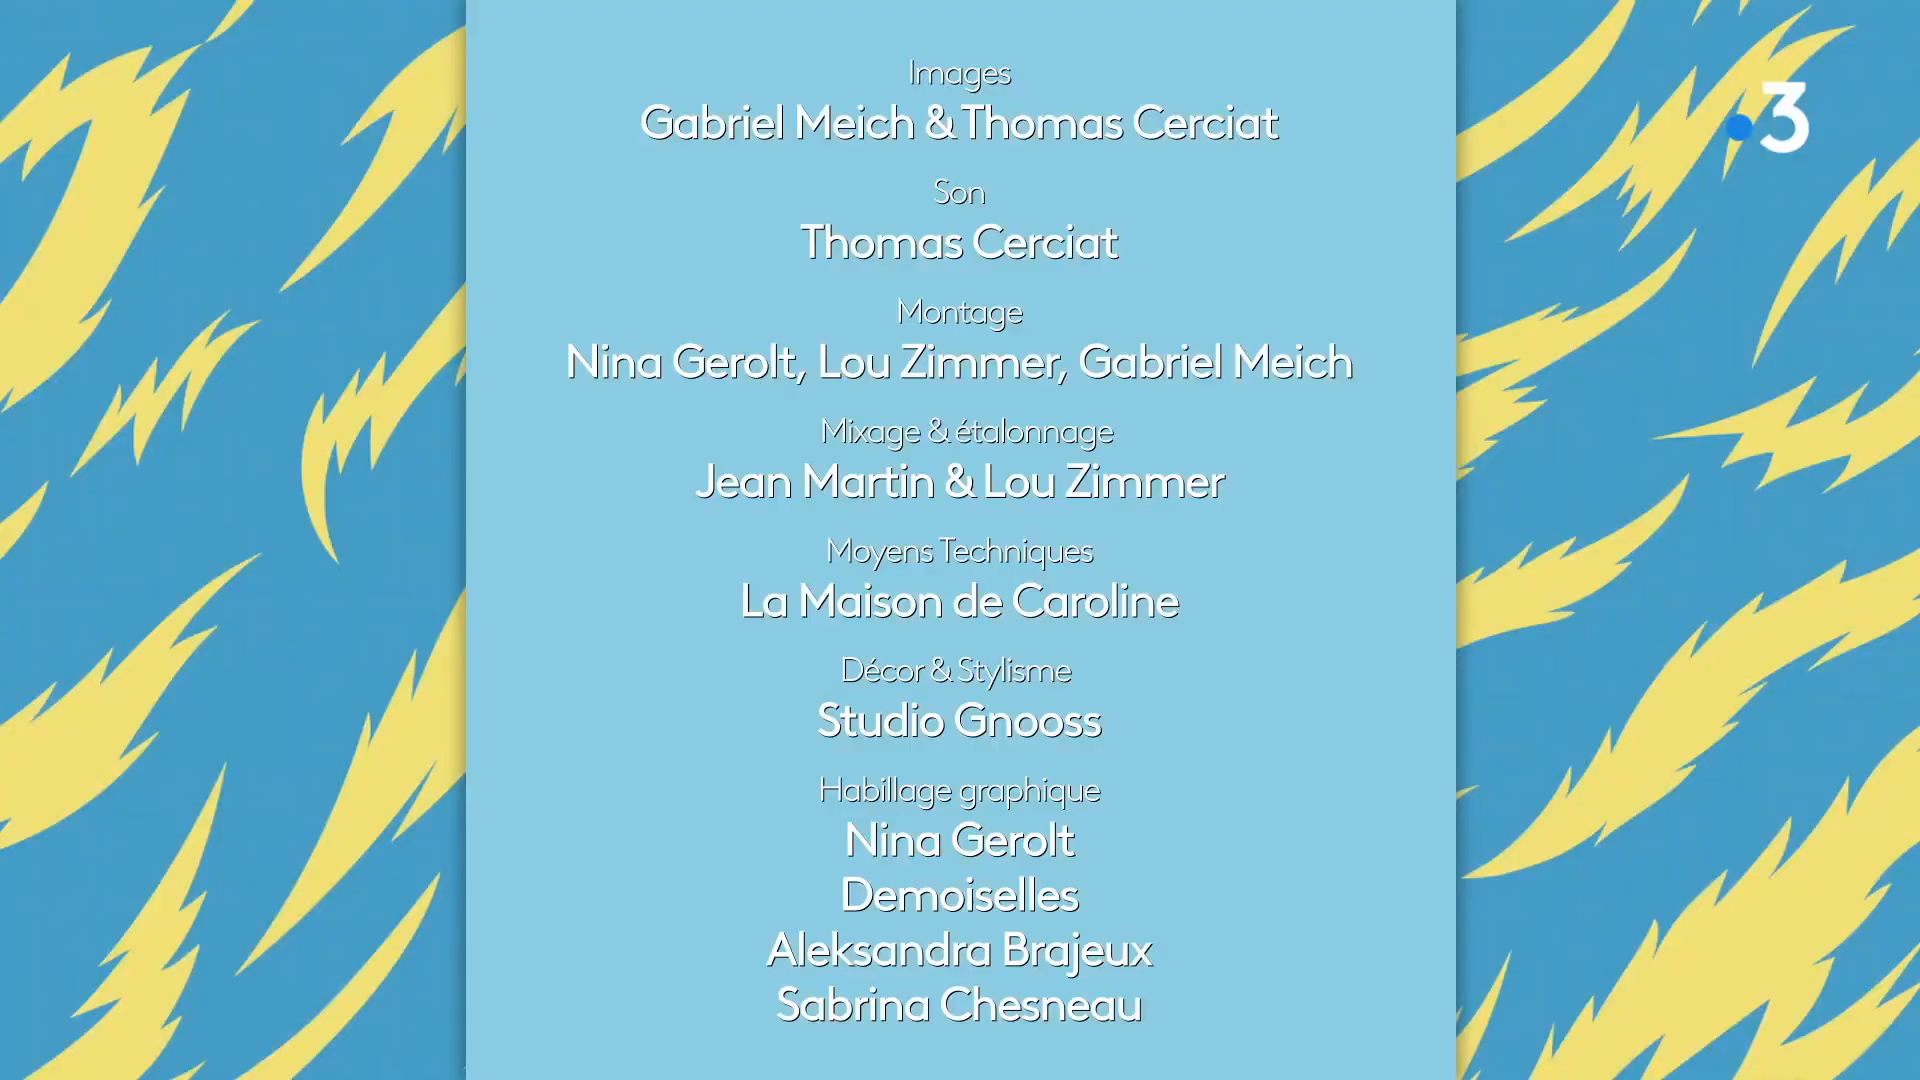 Images
Gabriel Meich & Thomas Cerciat
Son
Thomas Cerciat
Montage
Nina Gerolt, Lou Zimmer, Gabriel Meich
Mixage & étalonnage
Jean Martin & Lou Zimmer
Moyens Techniques
La Maison de Caroline
Décor & Stylisme
Studio Gnooss
Habillage graphique
Nina Gerolt
Demoiselles
Aleksandra Brajeux
Sabrina Chesneau
3